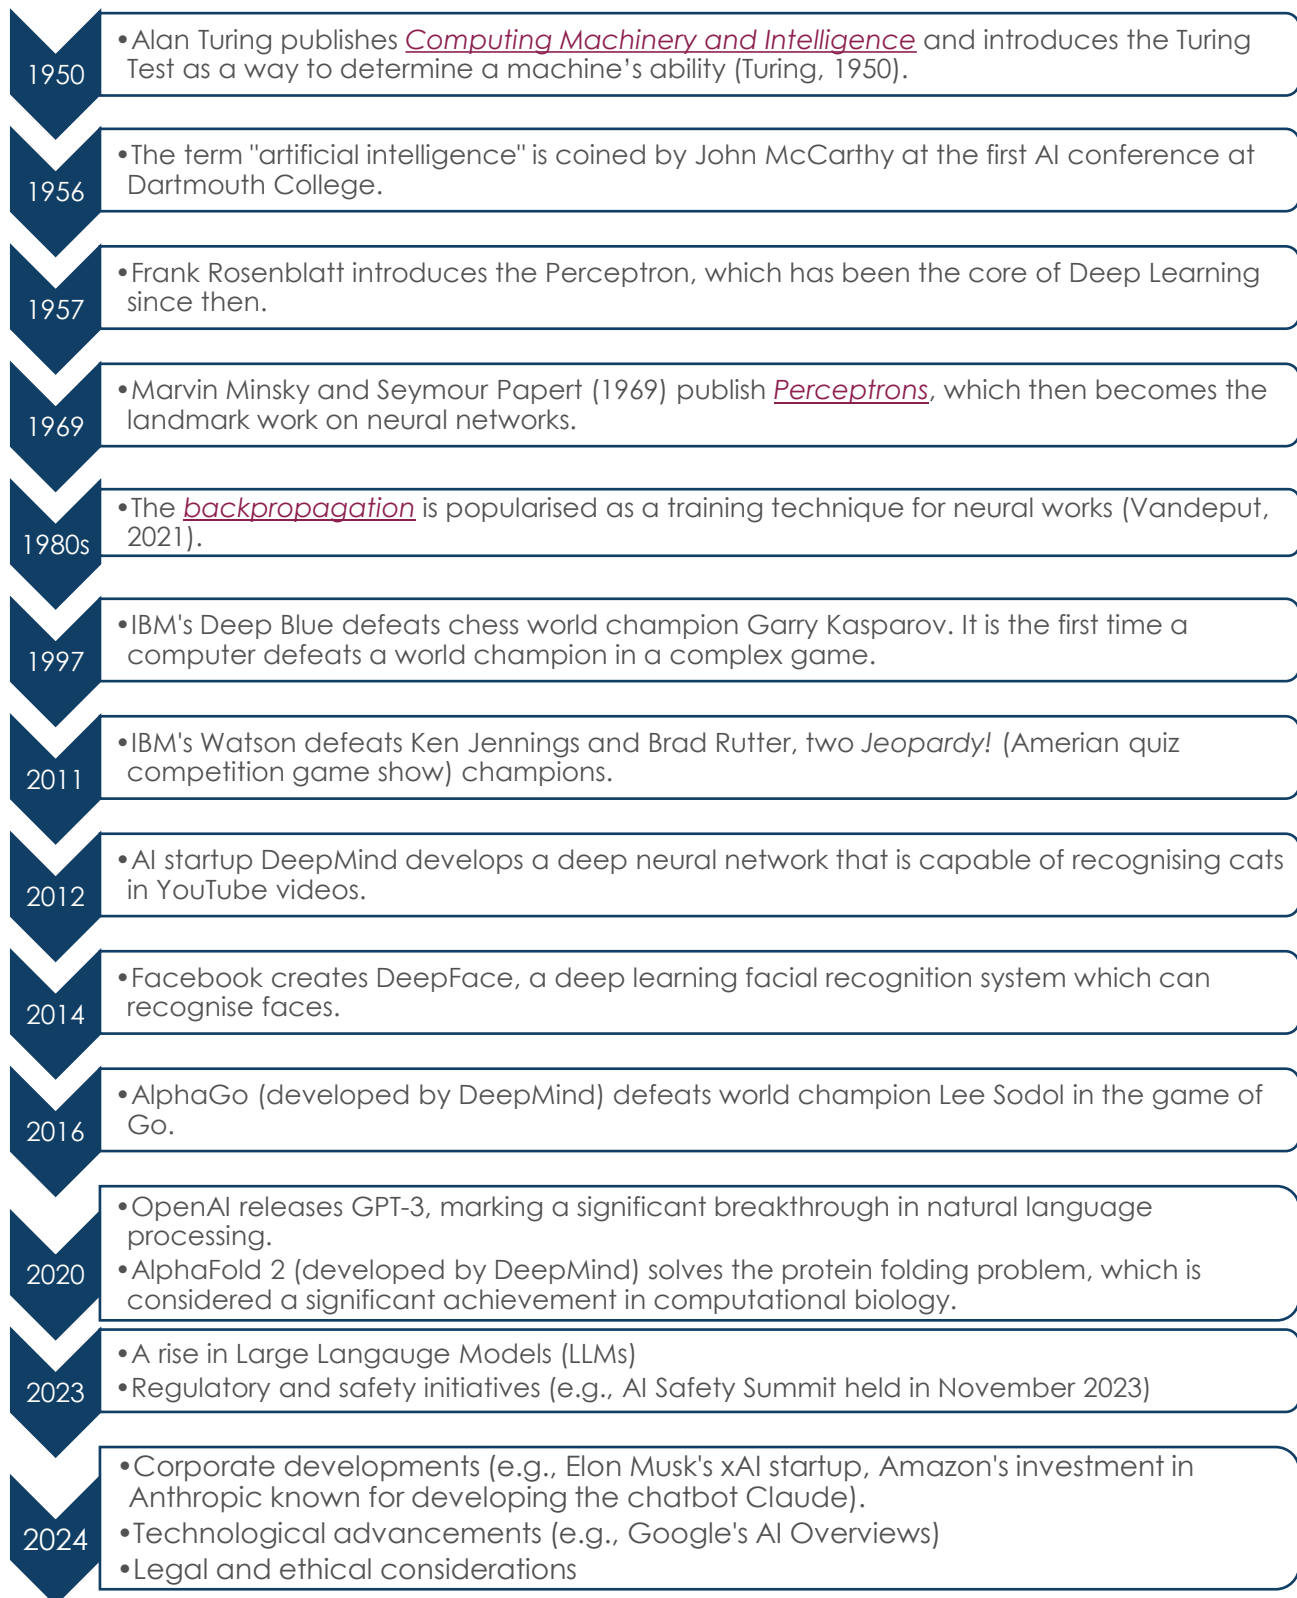 1950
•Alan Turing publishes Computing Machinery and Intelligence and introduces the Turing
Test as a way to determine a machine’s ability (Turing, 1950).
1956
•The term "artificial intelligence" is coined by John McCarthy at the first AI conference at
Dartmouth College.
1957
•Frank Rosenblatt introduces the Perceptron, which has been the core of Deep Learning
since then.
1969
•Marvin Minsky and Seymour Papert (1969) publish Perceptrons, which then becomes the
landmark work on neural networks.
1980s
•The backpropagation is popularised as a training technique for neural works (Vandeput,
2021).
1997
•IBM's Deep Blue defeats chess world champion Garry Kasparov. It is the first time a
computer defeats a world champion in a complex game.
2011
•IBM's Watson defeats Ken Jennings and Brad Rutter, two Jeopardy! (Amerian quiz
competition game show) champions.
2012
•AI startup DeepMind develops a deep neural network that is capable of recognising cats
in YouTube videos.
2014
•Facebook creates DeepFace, a deep learning facial recognition system which can
recognise faces.
2016
•AlphaGo (developed by DeepMind) defeats world champion Lee Sodol in the game of
Go.
2020
•OpenAI releases GPT-3, marking a significant breakthrough in natural language
processing.
•AlphaFold 2 (developed by DeepMind) solves the protein folding problem, which is
considered a significant achievement in computational biology.
2023
•A rise in Large Langauge Models (LLMs)
•Regulatory and safety initiatives (e.g., AI Safety Summit held in November 2023)
2024
•Corporate developments (e.g., Elon Musk's xAI startup, Amazon's investment in
Anthropic known for developing the chatbot Claude).
•Technological advancements (e.g., Google's AI Overviews)
•Legal and ethical considerations